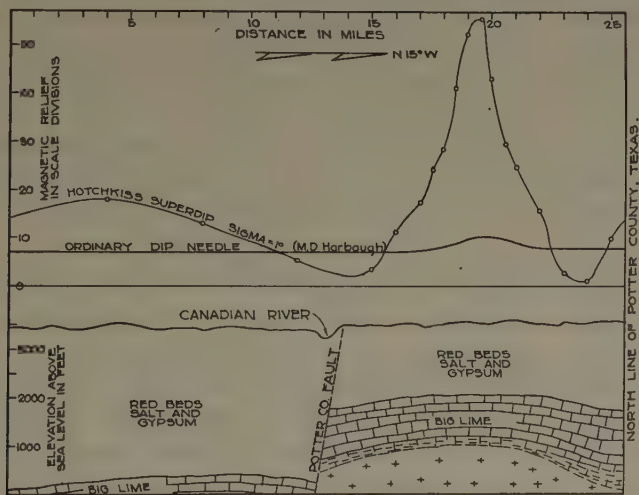 0 5 10 15 20 25
DISTANCE IN MILES
N 15° W
MAGNETIC RELIEF
IN SCALE DIVISIONS
50
40
30
20
10
0
HOTCHKISS SUPERDIP SIGMA=1°
ORDINARY DIP NEEDLE (M.D Harbaugh)
CANADIAN RIVER
ELEVATION ABOVE
SEA LEVEL IN FEET
3000
2000
1000
RED BEDS
SALT AND
GYPSUM
POTTER CO. FAULT
RED BEDS
SALT AND
GYPSUM
BIG LIME
BIG LIME
NORTH LINE OF POTTER COUNTY, TEXAS.